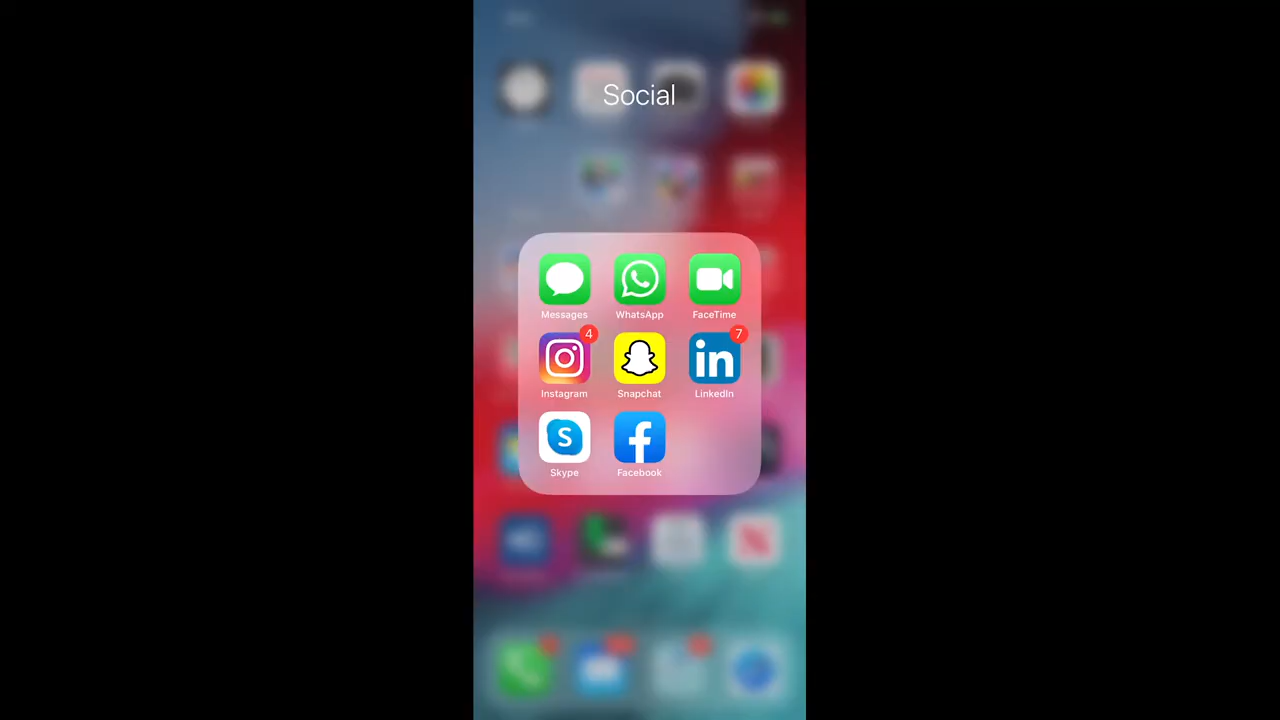 Social
Messages WhatsApp FaceTime
4 7
Instagram Snapchat LinkedIn
Skype Facebook